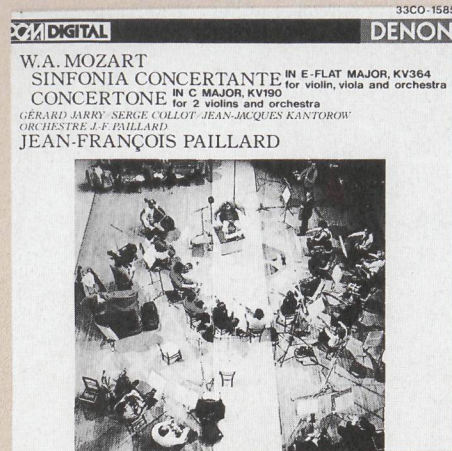 33CO-1585
PCM DIGITAL DENON
W.A. MOZART
SINFONIA CONCERTANTE IN E-FLAT MAJOR, KV364
for violin, viola and orchestra
CONCERTONE IN C MAJOR, KV190
for 2 violins and orchestra
GÉRARD JARRY/SERGE COLLOT/JEAN-JACQUES KANTOROW
ORCHESTRE J.-F. PAILLARD
JEAN-FRANÇOIS PAILLARD